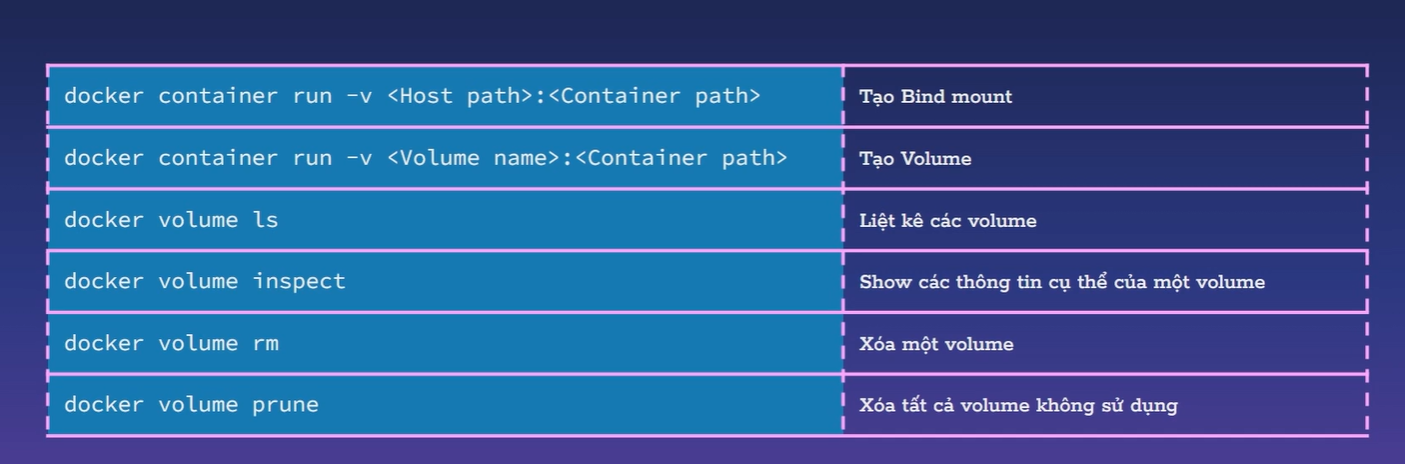 docker container run -v <Host path>:<Container path>
Tạo Bind mount
docker container run -v <Volume name>:<Container path>
Tạo Volume
docker volume ls
Liệt kê các volume
docker volume inspect
Show các thông tin cụ thể của một volume
docker volume rm
Xóa một volume
docker volume prune
Xóa tất cả volume không sử dụng